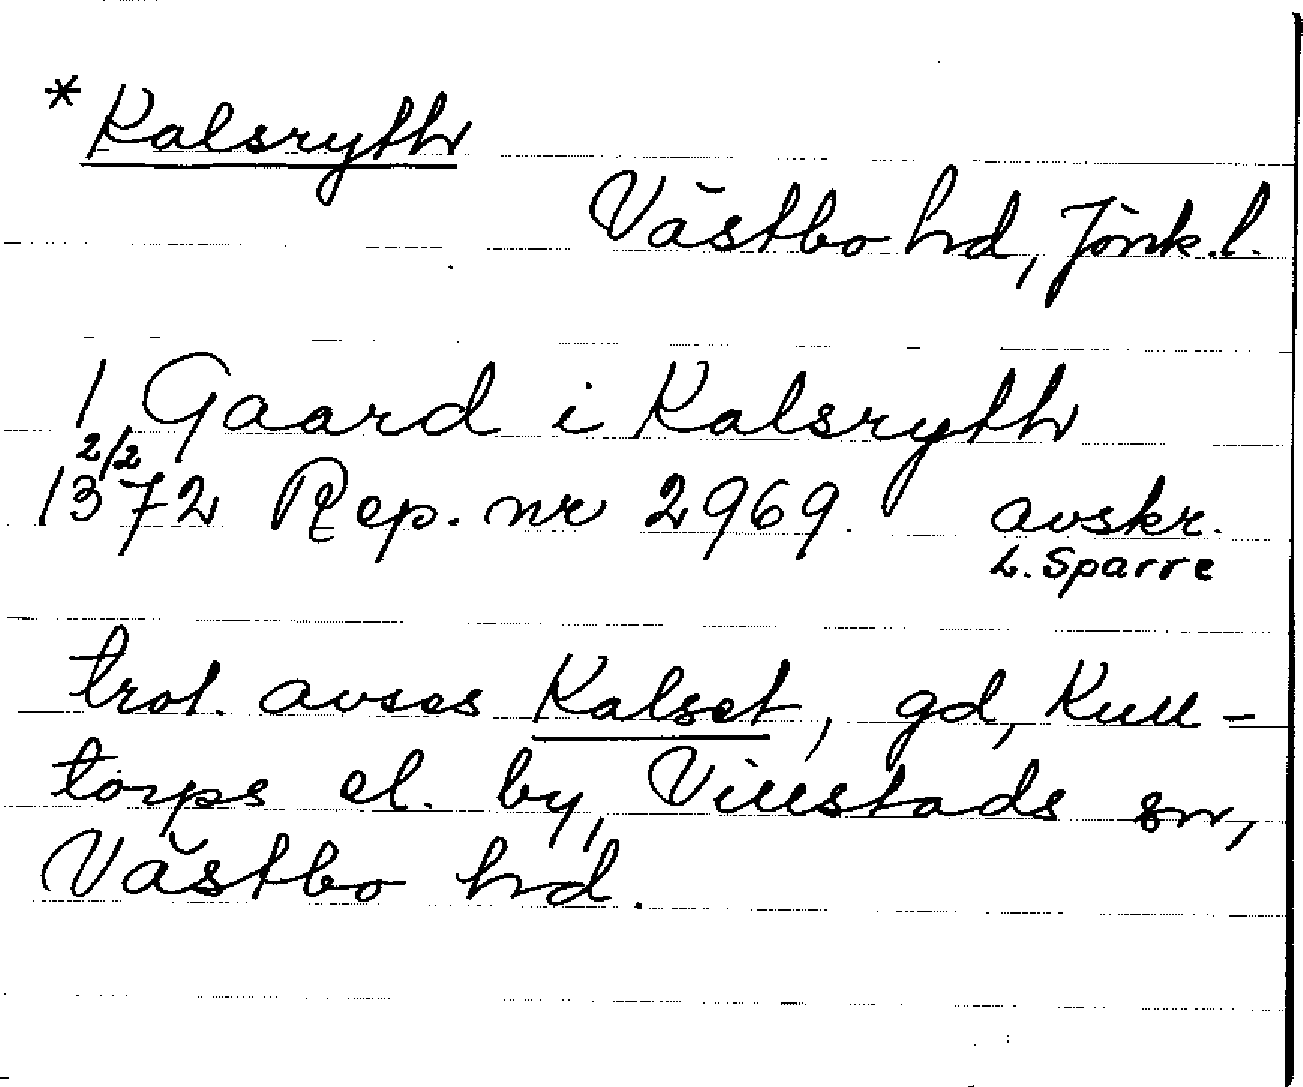 * Kalsryth
Västbo hd, Jönk. l.
1 Gaard i Kalsryth
2/2
1372 Rep. nr 2969. avskr.
L. Sparre
trol. avses Kalset, gd, Kull-
torps el. by, Villstads sn,
Västbo hd.